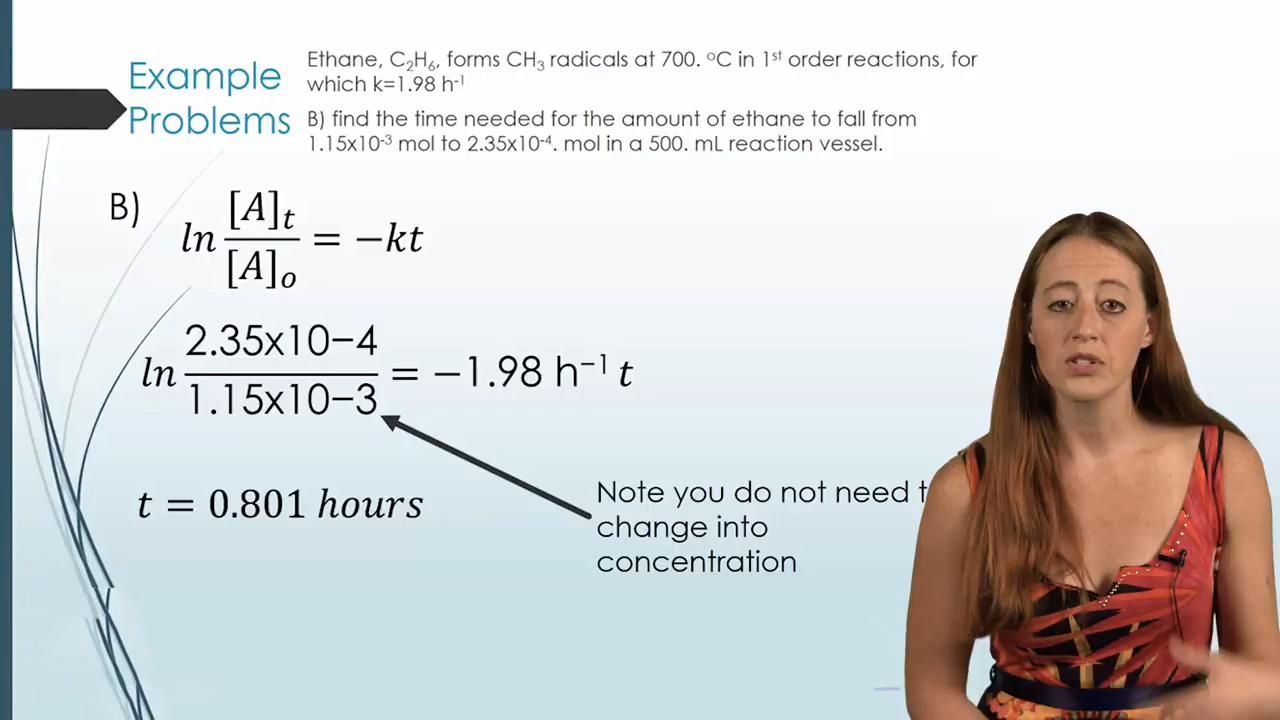 Example
Problems
Ethane, C₂H₆, forms CH₃ radicals at 700. ᵒC in 1ˢᵗ order reactions, for
which k=1.98 h⁻¹
B) find the time needed for the amount of ethane to fall from
1.15x10⁻³ mol to 2.35x10⁻⁴. mol in a 500. mL reaction vessel.
B)
ln [A]t / [A]o = −kt
ln 2.35x10−4 / 1.15x10−3 = −1.98 h⁻¹ t
t = 0.801 hours
Note you do not need
change into
concentration